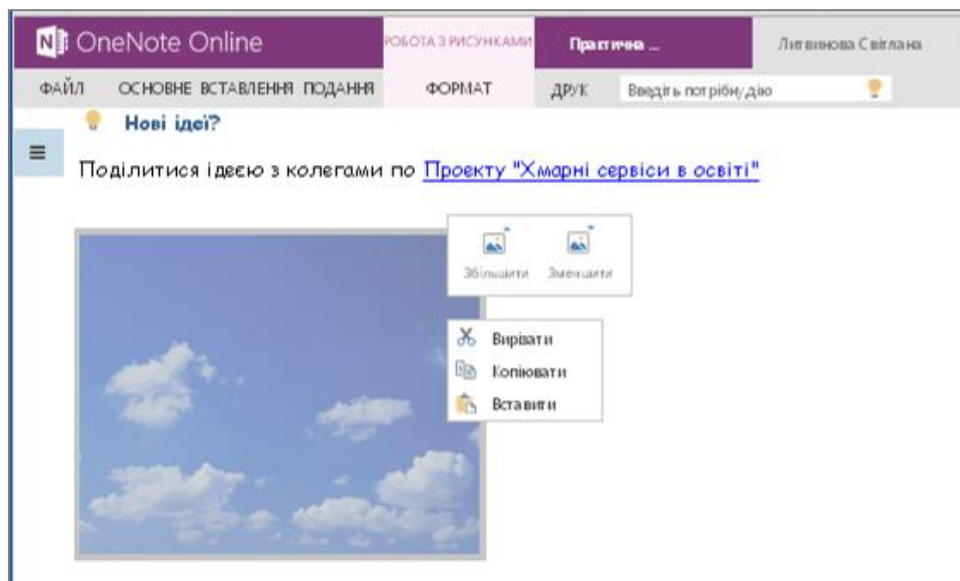 OneNote Online РОБОТА З РИСУНКАМИ Практична ... Литвинова Світлана
ФАЙЛ ОСНОВНЕ ВСТАВЛЕННЯ ПОДАННЯ ФОРМАТ ДРУК Введіть потрібну дію
Нові ідеї?
Поділитися ідеєю з колегами по Проекту "Хмарні сервіси в освіті"
Збільшити Зменшити
Вирізати
Копіювати
Вставити